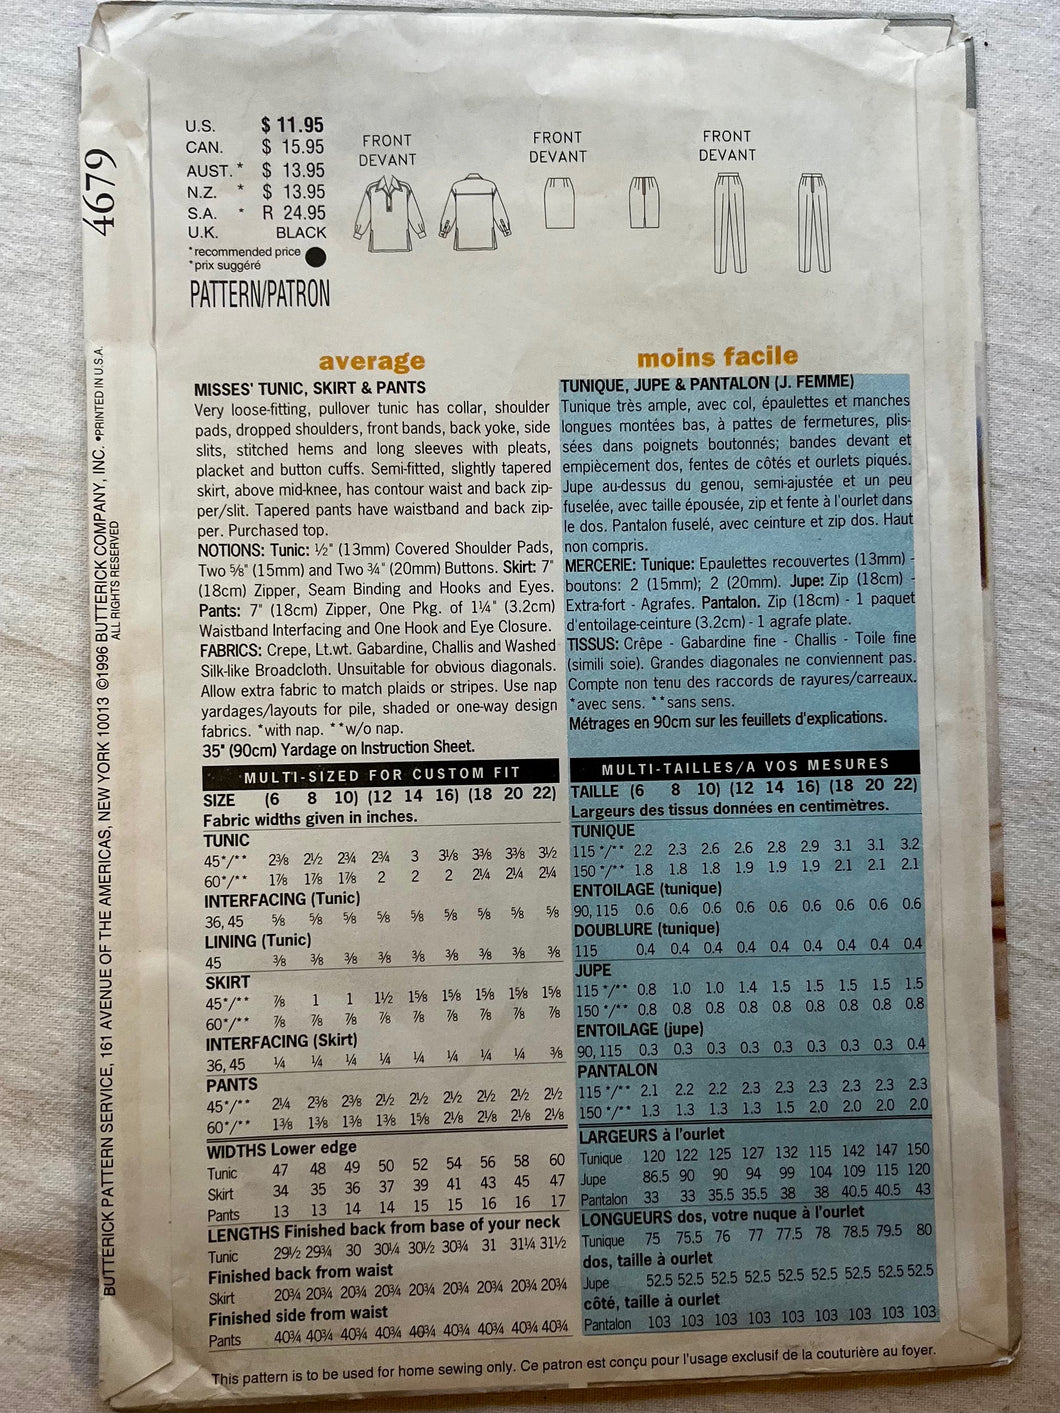 4679
U.S. $ 11.95
CAN. $ 15.95
AUST. * $ 13.95
N.Z. * $ 13.95
S.A. * R 24.95
U.K. BLACK
*recommended price
*prix suggéré
PATTERN/PATRON
FRONT
DEVANT
FRONT
DEVANT
FRONT
DEVANT
average
MISSES' TUNIC, SKIRT & PANTS
Very loose-fitting, pullover tunic has collar, shoulder
pads, dropped shoulders, front bands, back yoke, side
slits, stitched hems and long sleeves with pleats,
placket and button cuffs. Semi-fitted, slightly tapered
skirt, above mid-knee, has contour waist and back zip-
per/slit. Tapered pants have waistband and back zip-
per. Purchased top.
NOTIONS: Tunic: ½" (13mm) Covered Shoulder Pads,
Two ⅝" (15mm) and Two ¾" (20mm) Buttons. Skirt: 7"
(18cm) Zipper, Seam Binding and Hooks and Eyes.
Pants: 7" (18cm) Zipper, One Pkg. of 1¼" (3.2cm)
Waistband Interfacing and One Hook and Eye Closure.
FABRICS: Crepe, Lt.wt. Gabardine, Challis and Washed
Silk-like Broadcloth. Unsuitable for obvious diagonals.
Allow extra fabric to match plaids or stripes. Use nap
yardages/layouts for pile, shaded or one-way design
fabrics. *with nap. **w/o nap.
35" (90cm) Yardage on Instruction Sheet.
MULTI-SIZED FOR CUSTOM FIT
SIZE (6 8 10) (12 14 16) (18 20 22)
Fabric widths given in inches.
TUNIC
45*/** 2⅜ 2½ 2¾ 2¾ 3 3⅛ 3⅜ 3⅜ 3½
60*/** 1⅞ 1⅞ 1⅞ 2 2 2 2¼ 2¼ 2¼
INTERFACING (Tunic)
36, 45 ⅝ ⅝ ⅝ ⅝ ⅝ ⅝ ⅝ ⅝ ⅝
LINING (Tunic)
45 ⅜ ⅜ ⅜ ⅜ ⅜ ⅜ ⅜ ⅜ ⅜
SKIRT
45*/** ⅞ 1 1 1½ 1⅝ 1⅝ 1⅝ 1⅝ 1⅝
60*/** ⅞ ⅞ ⅞ ⅞ ⅞ ⅞ ⅞ ⅞ ⅞
INTERFACING (Skirt)
36, 45 ¼ ¼ ¼ ¼ ¼ ¼ ¼ ¼ ⅜
PANTS
45*/** 2¼ 2⅜ 2⅜ 2½ 2½ 2½ 2½ 2½ 2½
60*/** 1⅜ 1⅜ 1⅜ 1⅜ 1⅝ 2⅛ 2⅛ 2⅛ 2⅛
WIDTHS Lower edge
Tunic 47 48 49 50 52 54 56 58 60
Skirt 34 35 36 37 39 41 43 45 47
Pants 13 13 14 14 15 15 16 16 17
LENGTHS Finished back from base of your neck
Tunic 29½ 29¾ 30 30¼ 30½ 30¾ 31 31¼ 31½
Finished back from waist
Skirt 20¾ 20¾ 20¾ 20¾ 20¾ 20¾ 20¾ 20¾ 20¾
Finished side from waist
Pants 40¾ 40¾ 40¾ 40¾ 40¾ 40¾ 40¾ 40¾ 40¾
moins facile
TUNIQUE, JUPE & PANTALON (J. FEMME)
Tunique très ample, avec col, épaulettes et manches
longues montées bas, à pattes de fermetures, plis-
sées dans poignets boutonnés; bandes devant et
empiècement dos, fentes de côtés et ourlets piqués.
Jupe au-dessus du genou, semi-ajustée et un peu
fuselée, avec taille épousée, zip et fente à l'ourlet dans
le dos. Pantalon fuselé, avec ceinture et zip dos. Haut
non compris.
MERCERIE: Tunique: Epaulettes recouvertes (13mm) -
boutons: 2 (15mm); 2 (20mm). Jupe: Zip (18cm) -
Extra-fort - Agrafes. Pantalon. Zip (18cm) - 1 paquet
d'entoilage-ceinture (3.2cm) - 1 agrafe plate.
TISSUS: Crêpe - Gabardine fine - Challis - Toile fine
(simili soie). Grandes diagonales ne conviennent pas.
Compte non tenu des raccords de rayures/carreaux.
*avec sens. **sans sens.
Métrages en 90cm sur les feuillets d'explications.
MULTI-TAILLES/A VOS MESURES
TAILLE (6 8 10) (12 14 16) (18 20 22)
Largeurs des tissus données en centimètres.
TUNIQUE
115*/** 2.2 2.3 2.6 2.6 2.8 2.9 3.1 3.1 3.2
150*/** 1.8 1.8 1.8 1.9 1.9 1.9 2.1 2.1 2.1
ENTOILAGE (tunique)
90, 115 0.6 0.6 0.6 0.6 0.6 0.6 0.6 0.6 0.6
DOUBLURE (tunique)
115 0.4 0.4 0.4 0.4 0.4 0.4 0.4 0.4 0.4
JUPE
115*/** 0.8 1.0 1.0 1.4 1.5 1.5 1.5 1.5 1.5
150*/** 0.8 0.8 0.8 0.8 0.8 0.8 0.8 0.8 0.8
ENTOILAGE (jupe)
90, 115 0.3 0.3 0.3 0.3 0.3 0.3 0.3 0.3 0.4
PANTALON
115*/** 2.1 2.2 2.2 2.3 2.3 2.3 2.3 2.3 2.3
150*/** 1.3 1.3 1.3 1.3 1.5 2.0 2.0 2.0 2.0
LARGEURS à l'ourlet
Tunique 120 122 125 127 132 115 142 147 150
Jupe 86.5 90 90 94 99 104 109 115 120
Pantalon 33 33 35.5 35.5 38 38 40.5 40.5 43
LONGUEURS dos, votre nuque à l'ourlet
Tunique 75 75.5 76 77 77.5 78 78.5 79.5 80
dos, taille à ourlet
Jupe 52.5 52.5 52.5 52.5 52.5 52.5 52.5 52.5 52.5
côté, taille à ourlet
Pantalon 103 103 103 103 103 103 103 103 103
This pattern is to be used for home sewing only. Ce patron est conçu pour l'usage exclusif de la couturière au foyer.
BUTTERICK PATTERN SERVICE, 161 AVENUE OF THE AMERICAS, NEW YORK 10013 ©1996 BUTTERICK COMPANY, INC. •PRINTED IN U.S.A.
ALL RIGHTS RESERVED